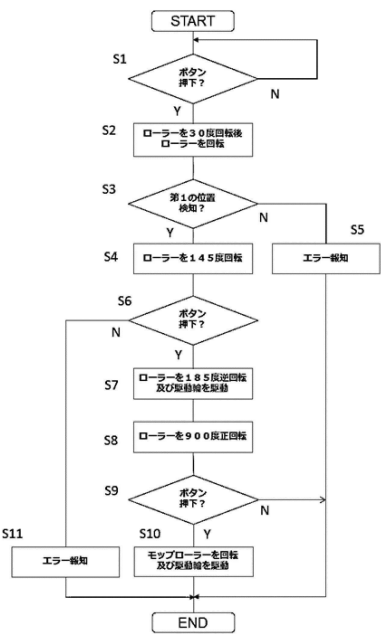 START
S1
ボタン
押下？
N
Y
S2
ローラーを３０度回転後
ローラーを回転
S3
第１の位置
検知？
N
Y
S5
エラー報知
S4
ローラーを１４５度回転
S6
ボタン
押下？
N
Y
S7
ローラーを１８５度逆回転
及び駆動輪を駆動
S8
ローラーを９００度正回転
S9
ボタン
押下？
N
Y
S11
エラー報知
S10
モップローラーを回転
及び駆動輪を駆動
END